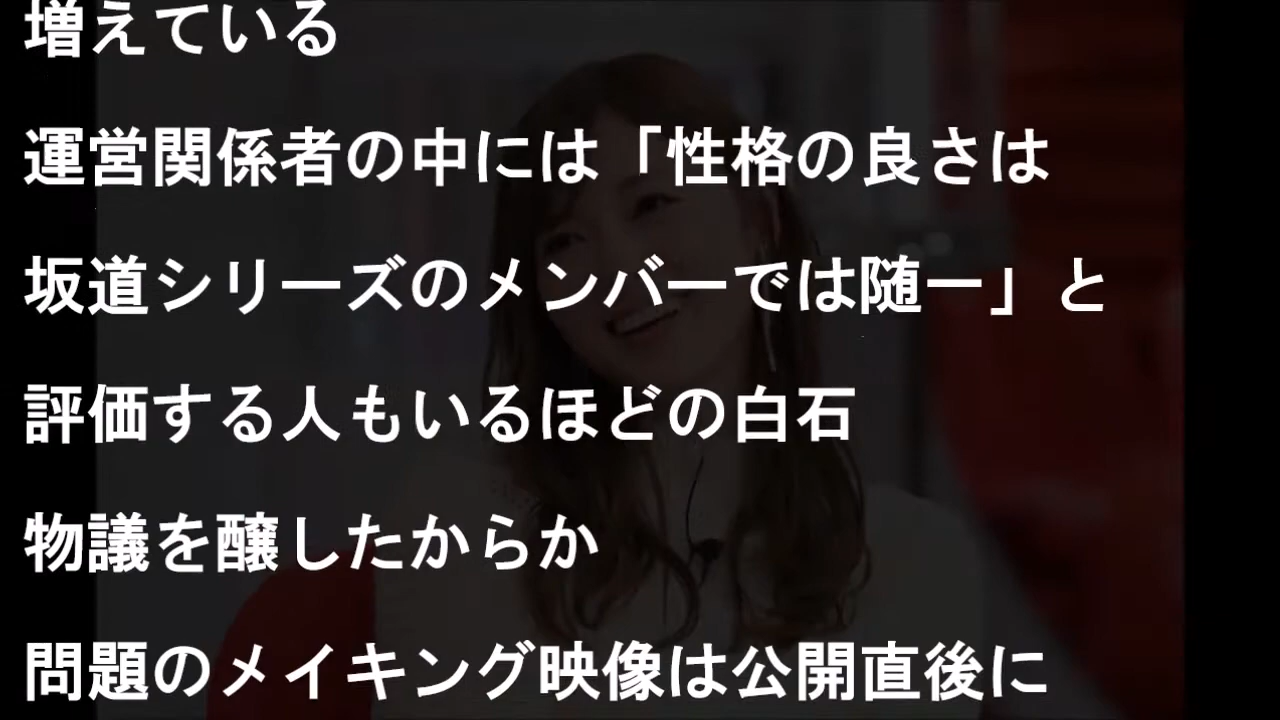 増えている
運営関係者の中には「性格の良さは
坂道シリーズのメンバーでは随一」と
評価する人もいるほどの白石
物議を醸したからか
問題のメイキング映像は公開直後に